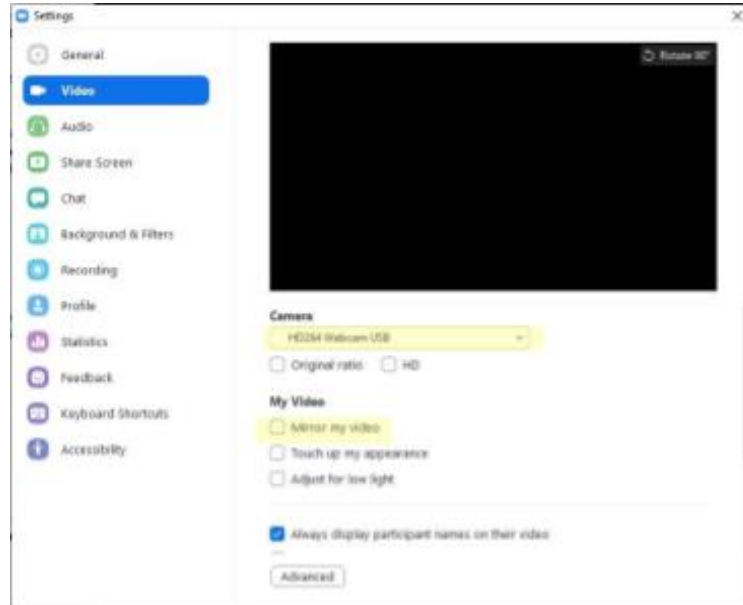 Settings
General
Video
Audio
Share Screen
Chat
Background & Filters
Recording
Profile
Statistics
Feedback
Keyboard Shortcuts
Accessibility
Rotate 90°
Camera
HD264 Webcam USB
Original ratio HD
My Video
Mirror my video
Touch up my appearance
Adjust for low light
Always display participant names on their video
Advanced